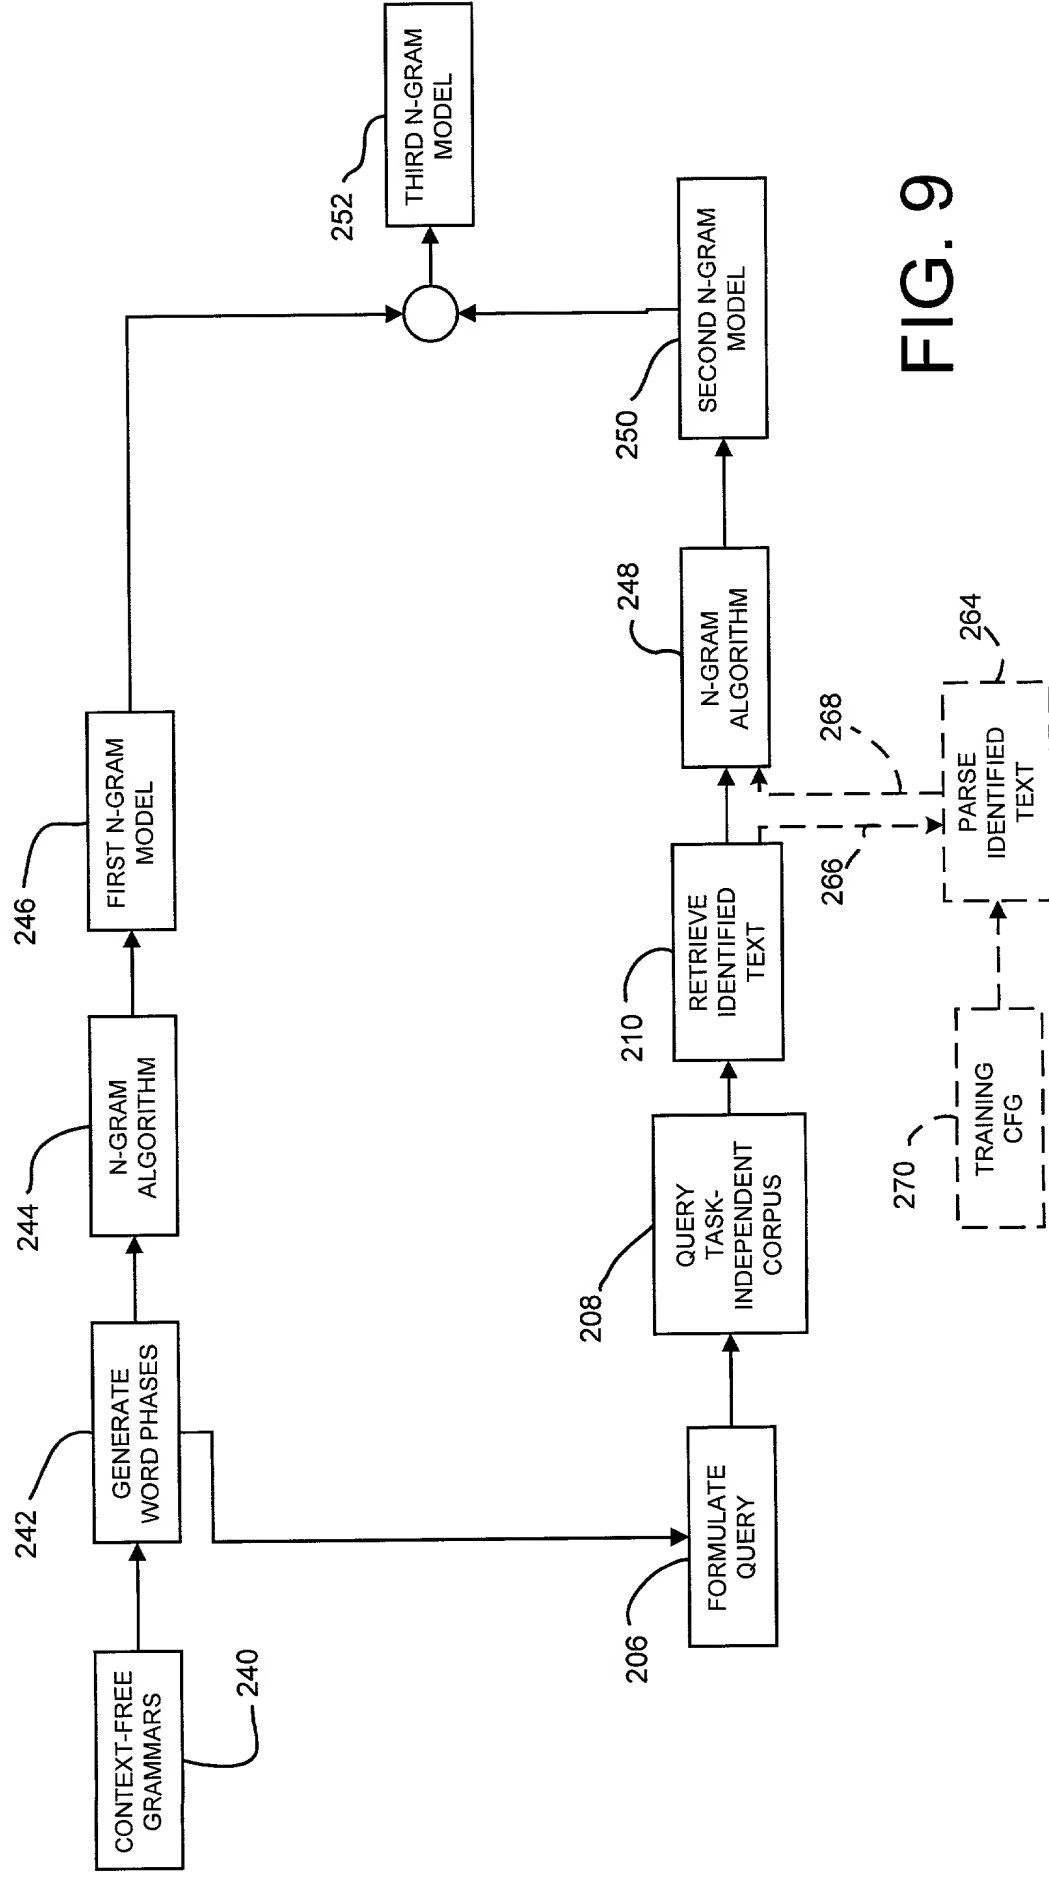 CONTEXT-FREE
GRAMMARS
240
242
GENERATE
WORD PHASES
244
N-GRAM
ALGORITHM
246
FIRST N-GRAM
MODEL
252
THIRD N-GRAM
MODEL
206
FORMULATE
QUERY
208
QUERY
TASK-
INDEPENDENT
CORPUS
210
RETRIEVE
IDENTIFIED
TEXT
248
N-GRAM
ALGORITHM
250
SECOND N-GRAM
MODEL
266
268
270
TRAINING
CFG
264
PARSE
IDENTIFIED
TEXT
FIG. 9